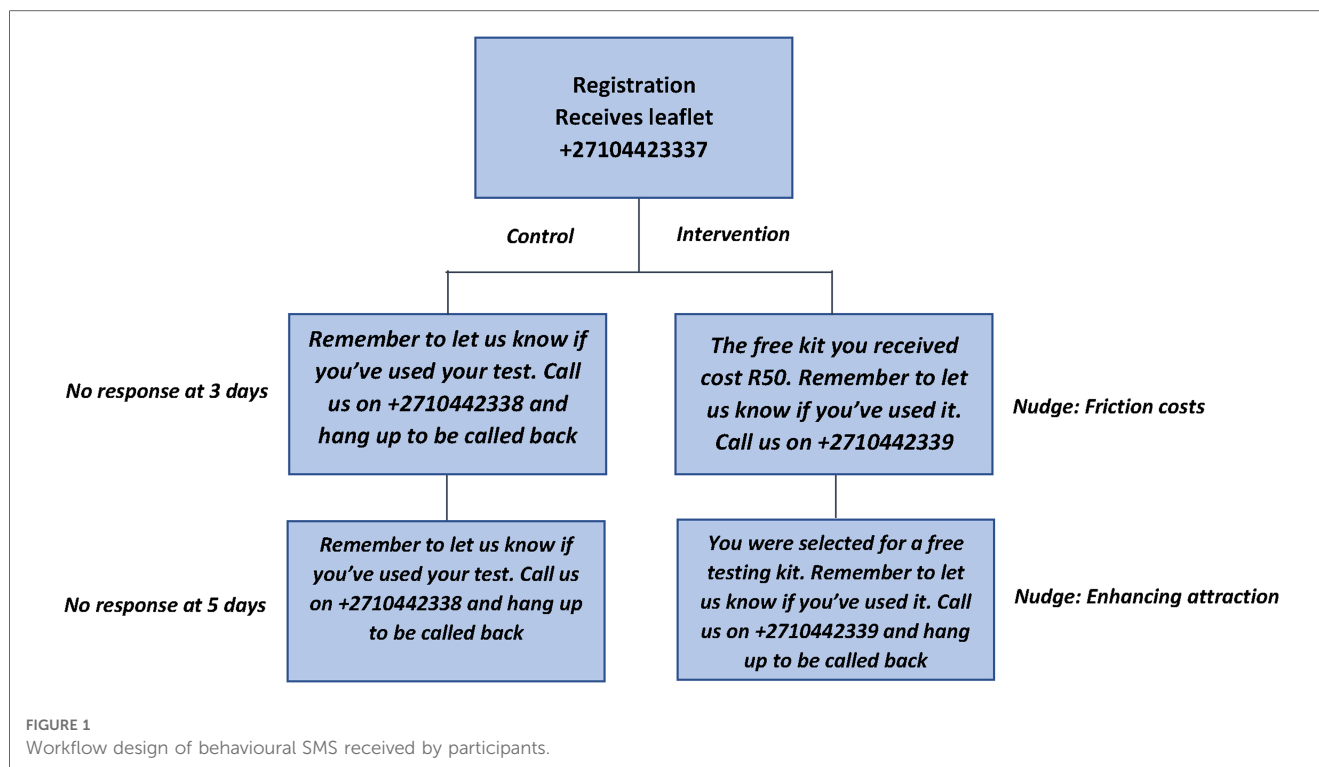 Registration
Receives leaflet
+27104423337
Control
Intervention
No response at 3 days
Remember to let us know if
you’ve used your test. Call
us on +2710442338 and
hang up to be called back
The free kit you received
cost R50. Remember to let
us know if you’ve used it.
Call us on +2710442339
Nudge: Friction costs
No response at 5 days
Remember to let us know if
you’ve used your test. Call us
on +2710442338 and hang up
to be called back
You were selected for a free
testing kit. Remember to let
us know if you’ve used it. Call
us on +2710442339 and hang
up to be called back
Nudge: Enhancing attraction
FIGURE 1
Workflow design of behavioural SMS received by participants.